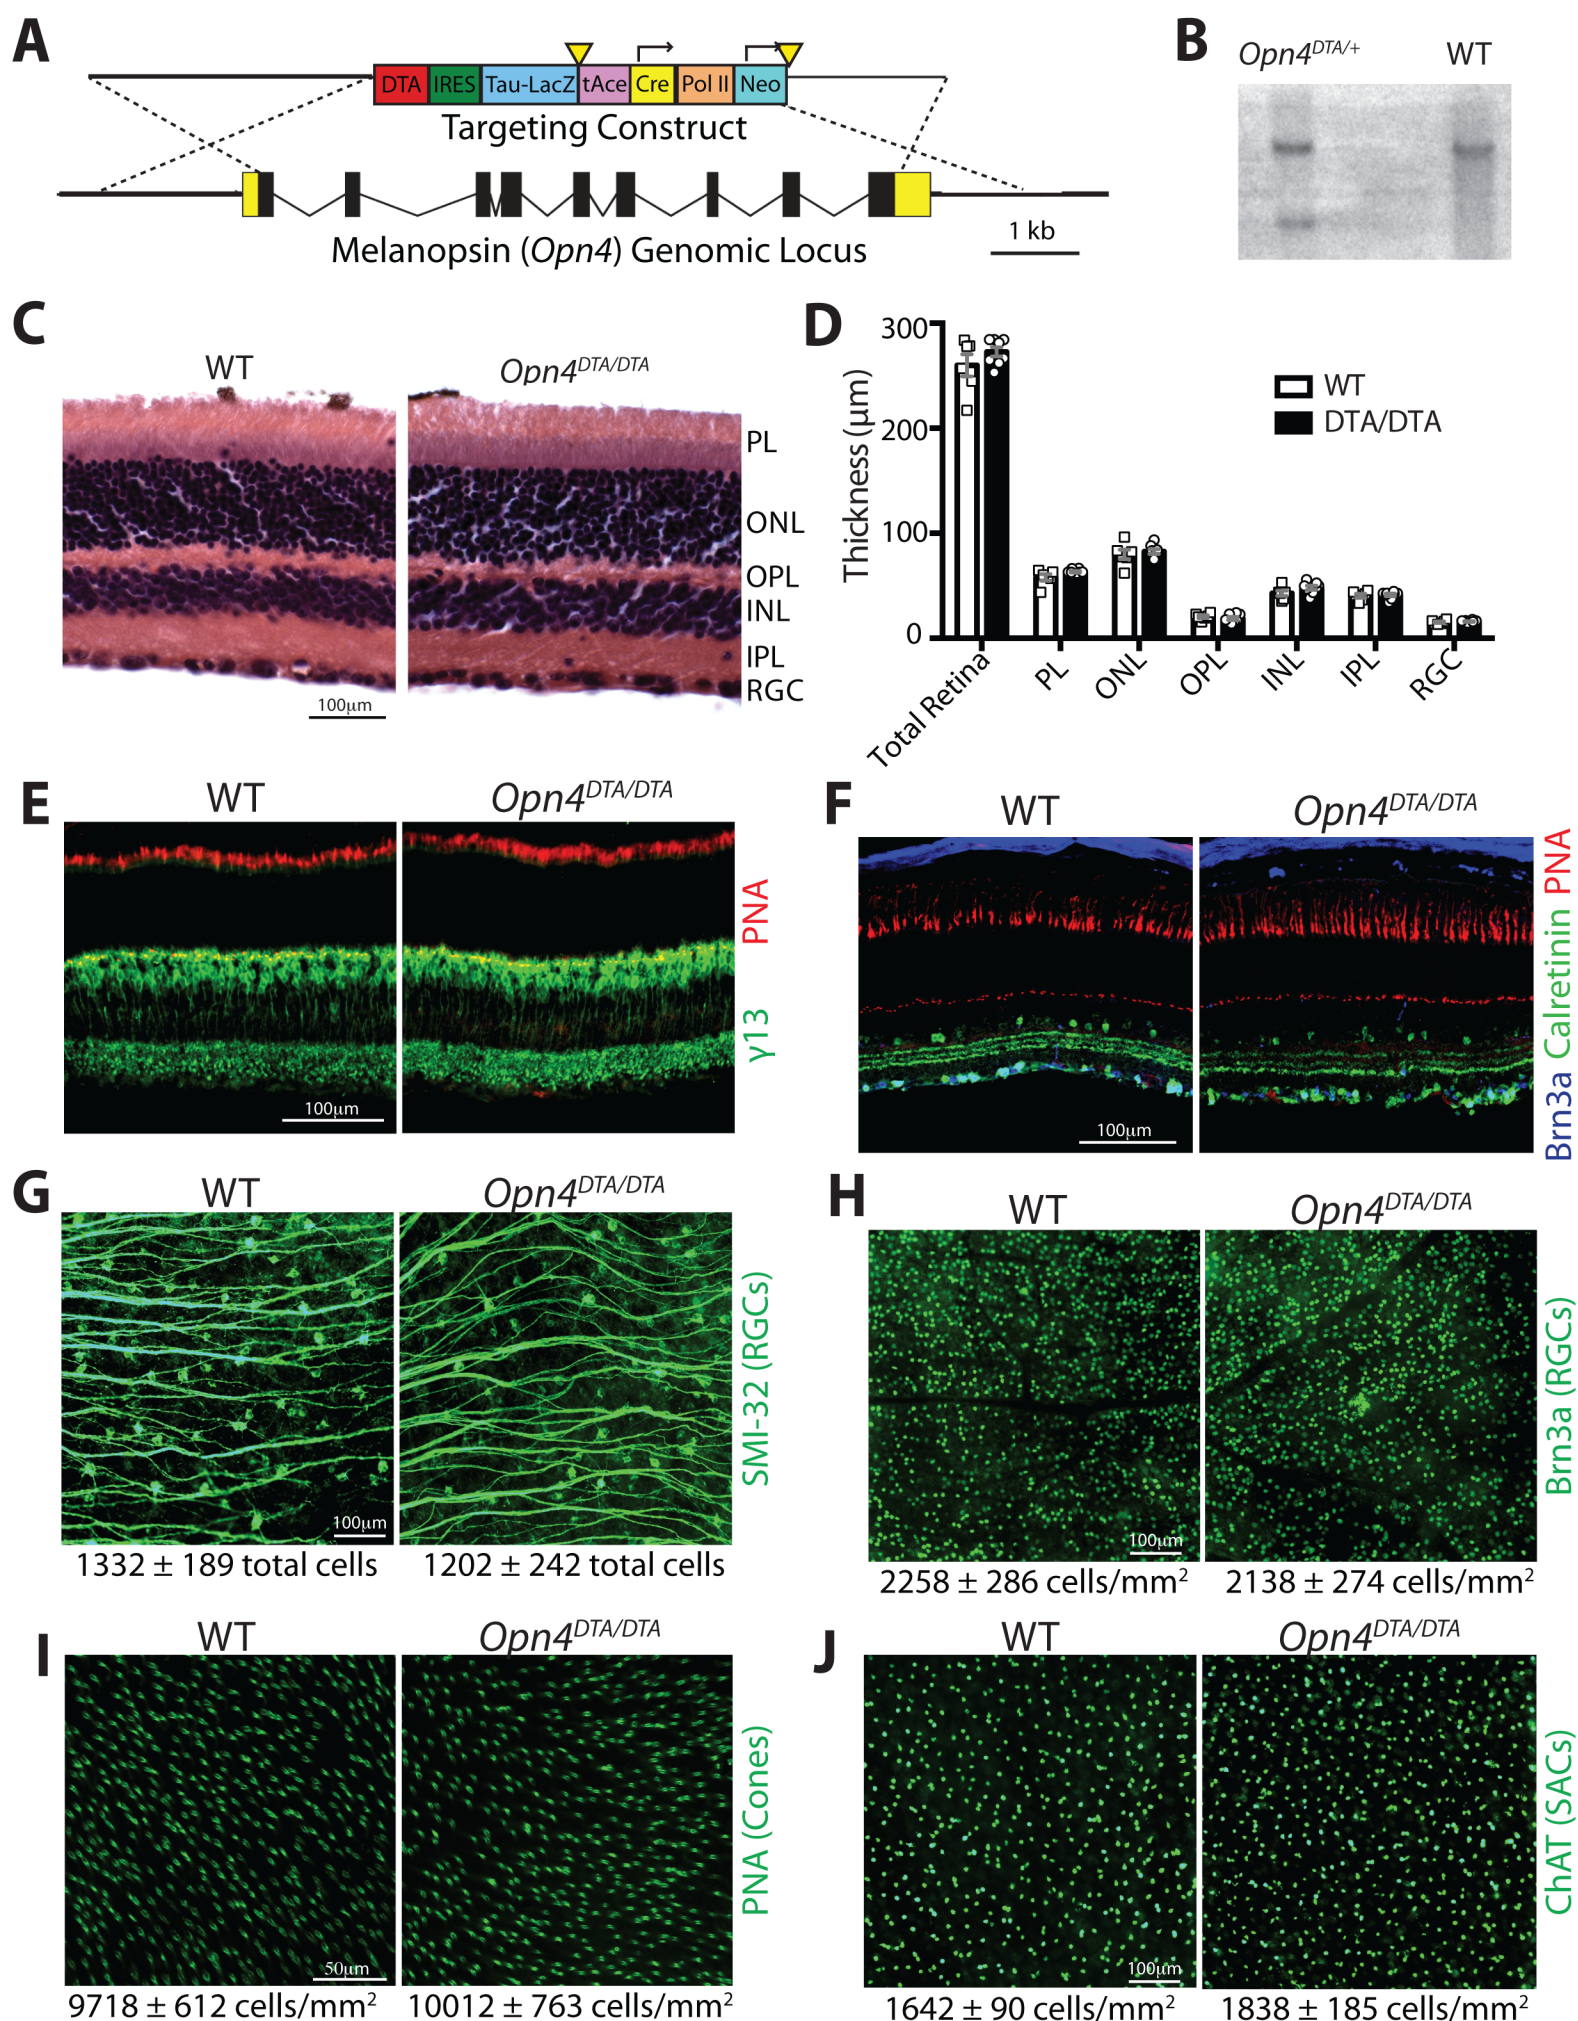 A
DTA IRES Tau-LacZ tAce Cre Pol II Neo
Targeting Construct
Melanopsin (Opn4) Genomic Locus
1 kb
B
Opn4DTA/+ WT
C
WT Opn4DTA/DTA
PL
ONL
OPL
INL
IPL
RGC
100μm
D
Thickness (μm)
300
200
100
0
WT
DTA/DTA
Total Retina PL ONL OPL INL IPL RGC
E
WT Opn4DTA/DTA
γ13 PNA
100μm
F
WT Opn4DTA/DTA
Brn3a Calretinin PNA
100μm
G
WT Opn4DTA/DTA
SMI-32 (RGCs)
100μm
1332 ± 189 total cells 1202 ± 242 total cells
H
WT Opn4DTA/DTA
Brn3a (RGCs)
100μm
2258 ± 286 cells/mm² 2138 ± 274 cells/mm²
I
WT Opn4DTA/DTA
PNA (Cones)
50μm
9718 ± 612 cells/mm² 10012 ± 763 cells/mm²
J
WT Opn4DTA/DTA
ChAT (SACs)
100μm
1642 ± 90 cells/mm² 1838 ± 185 cells/mm²